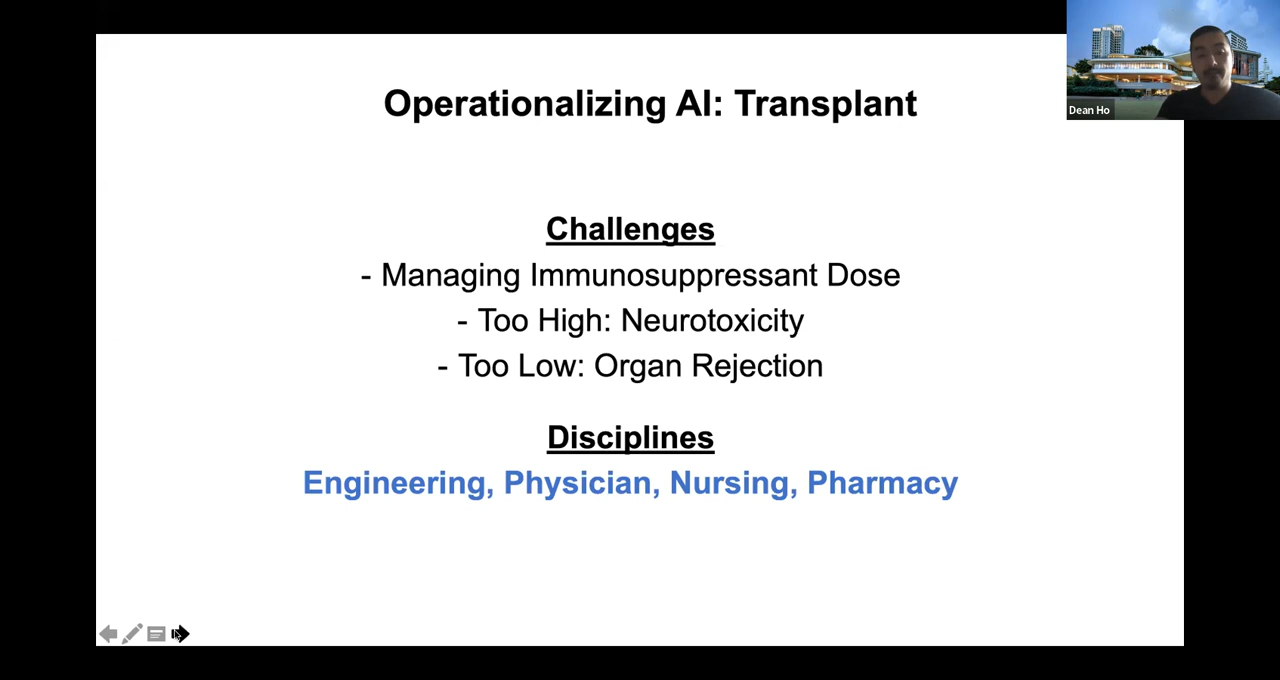 Operationalizing AI: Transplant
Dean Ho
Challenges
- Managing Immunosuppressant Dose
- Too High: Neurotoxicity
- Too Low: Organ Rejection
Disciplines
Engineering, Physician, Nursing, Pharmacy